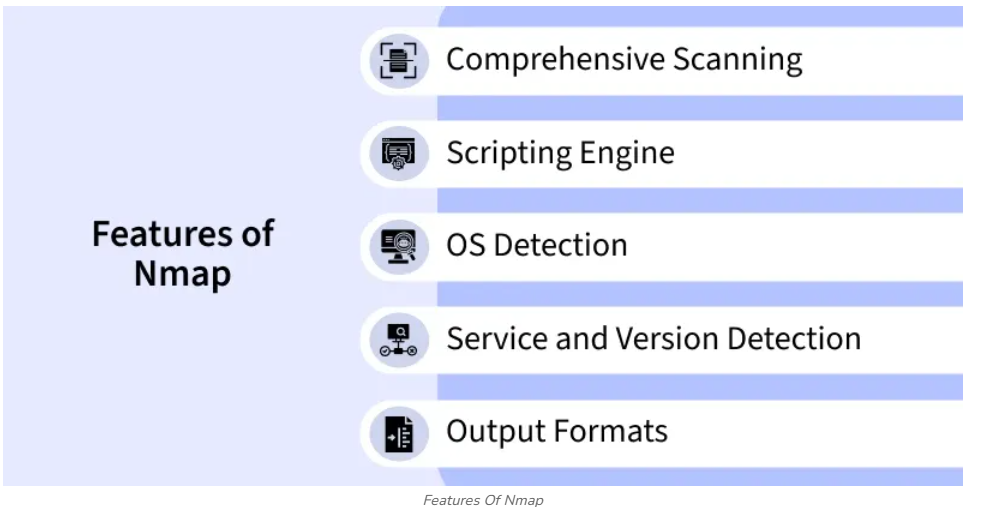 Features of
Nmap
Comprehensive Scanning
Scripting Engine
OS Detection
Service and Version Detection
Output Formats
Features Of Nmap